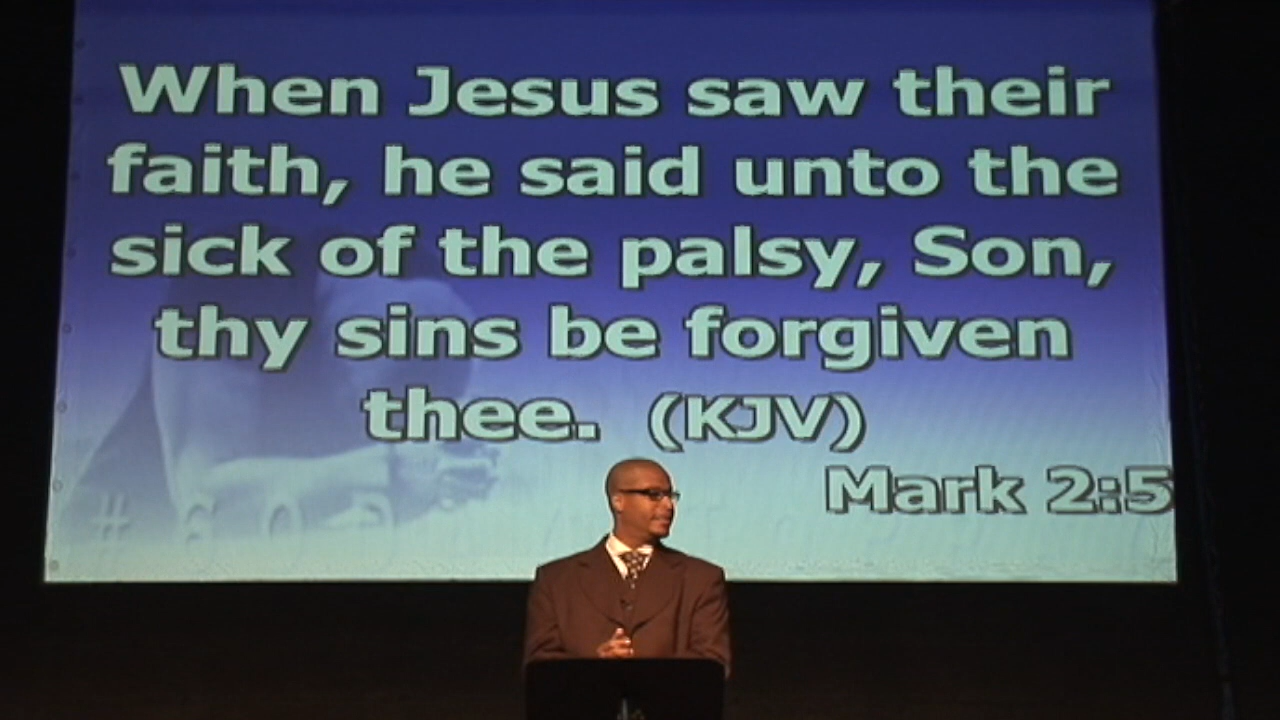 When Jesus saw their
faith, he said unto the
sick of the palsy, Son,
thy sins be forgiven
thee. (KJV)
Mark 2:5